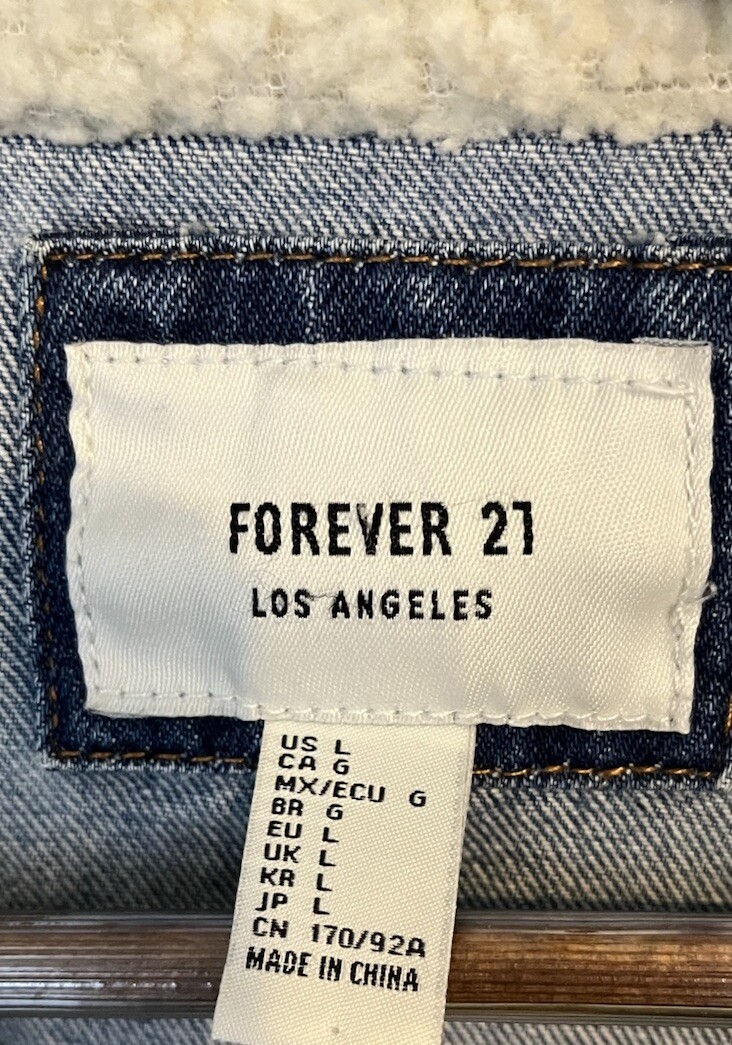 FOREVER 21
LOS ANGELES
US L
CA G
MX/ECU G
BR G
EU L
UK L
KR L
JP L
CN 170/92A
MADE IN CHINA